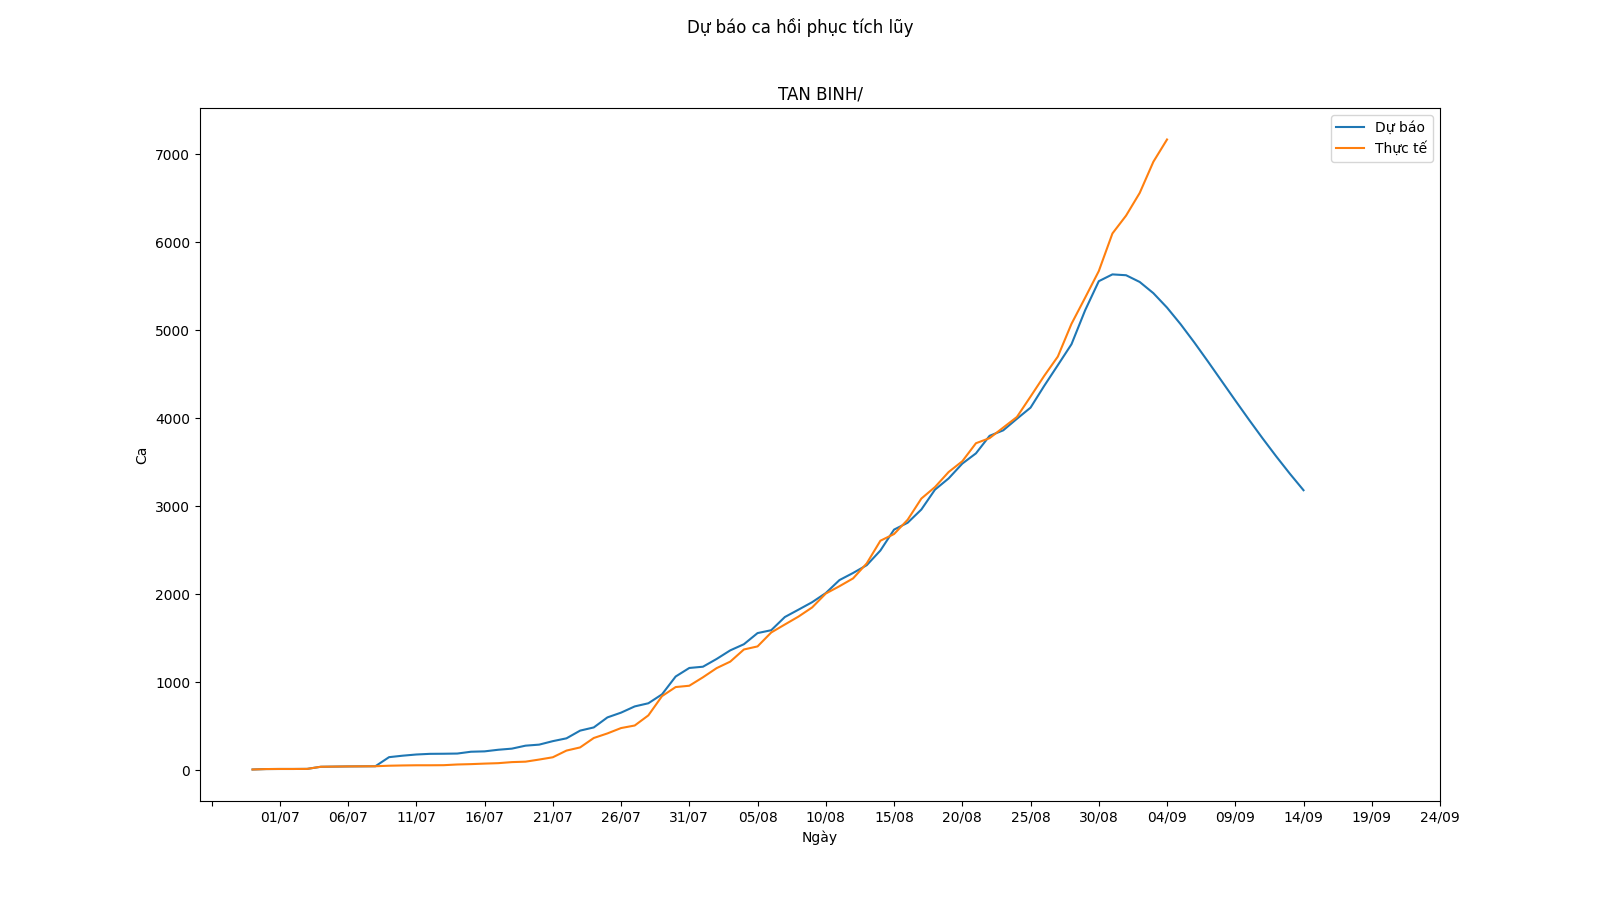 Dự báo ca hồi phục tích lũy
TAN BINH/
Dự báo
Thực tế
7000
6000
5000
4000
3000
2000
1000
0
Ca
01/07 06/07 11/07 16/07 21/07 26/07 31/07 05/08 10/08 15/08 20/08 25/08 30/08 04/09 09/09 14/09 19/09 24/09
Ngày